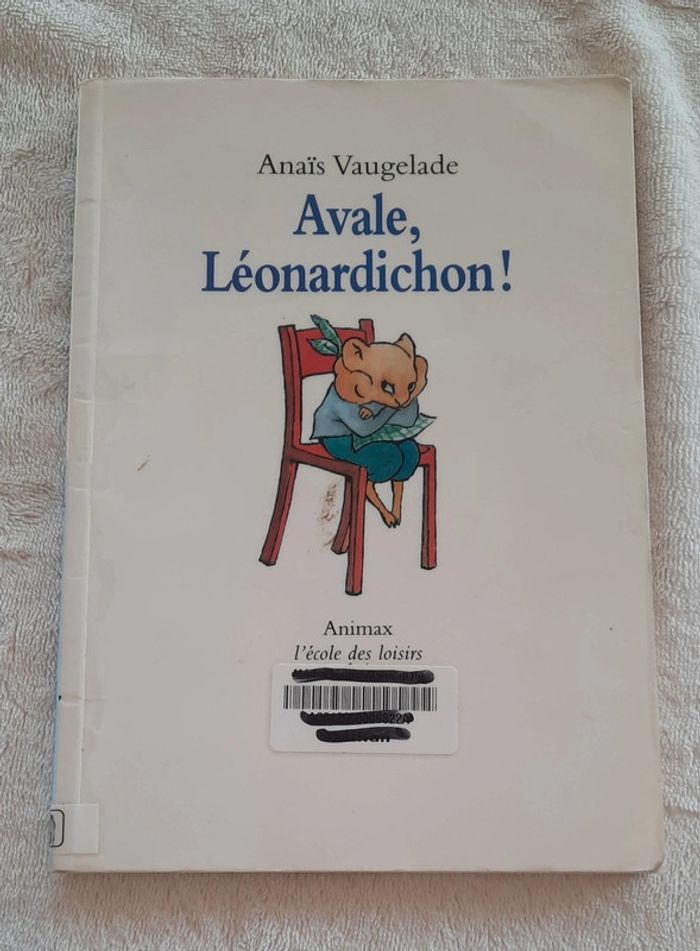 Anaïs Vaugelade
Avale,
Léonardichon!
Animax
l'école des loisirs